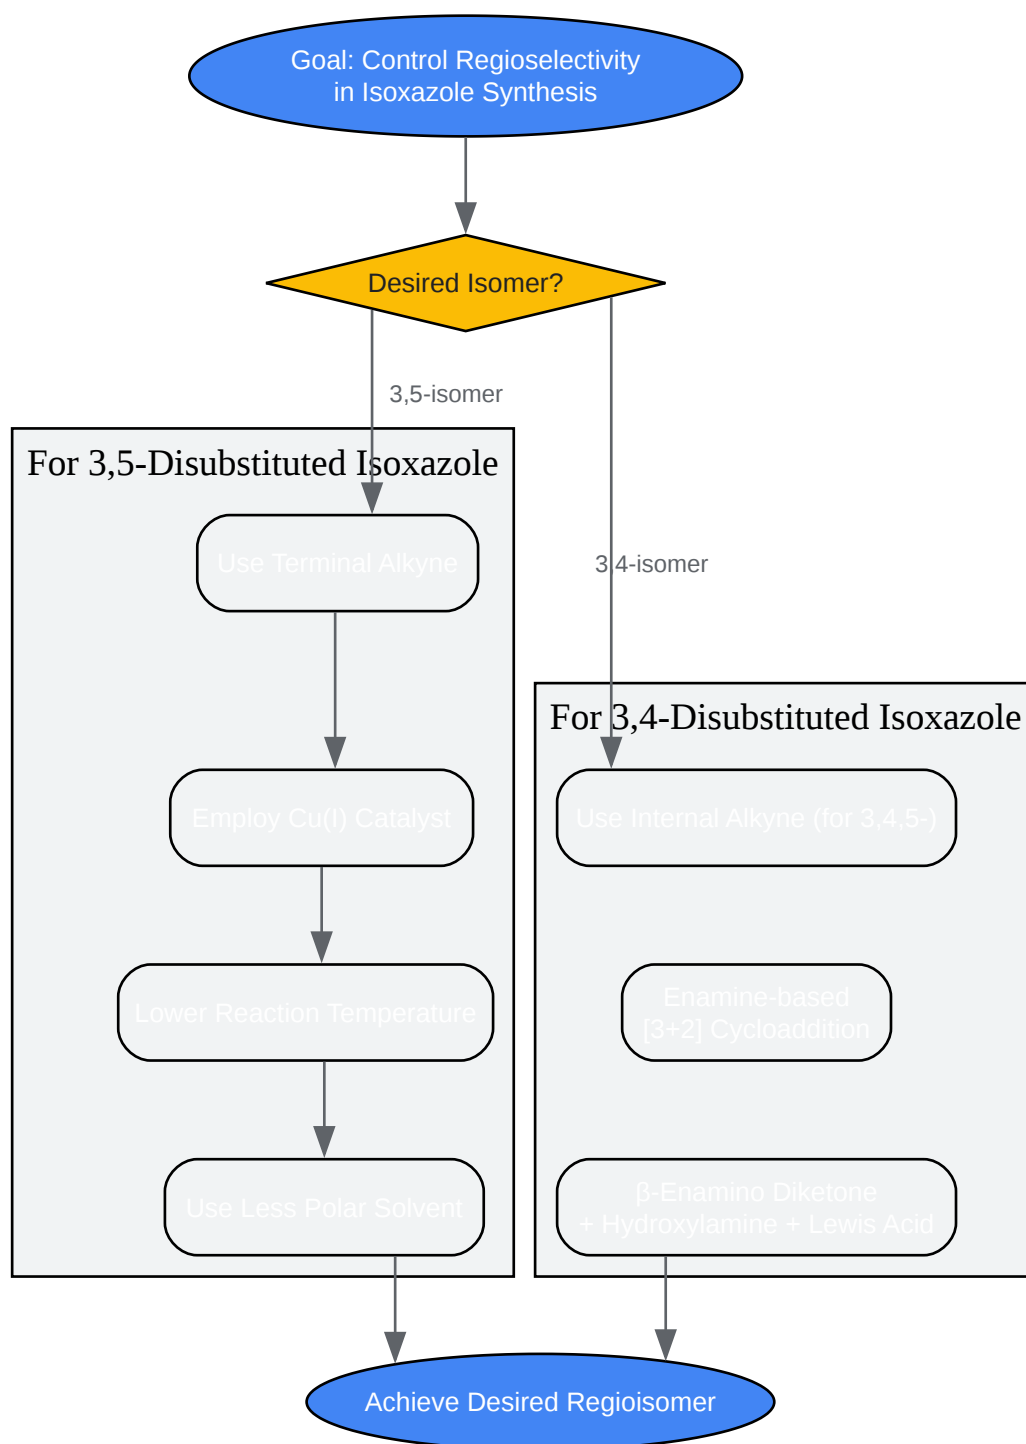 Goal: Control Regioselectivity
in Isoxazole Synthesis
Desired Isomer?
3,5-isomer
For 3,5-Disubstituted Isoxazole
Use Terminal Alkyne
3,4-isomer
For 3,4-Disubstituted Isoxazole
Employ Cu(I) Catalyst
Use Internal Alkyne (for 3,4,5-)
Lower Reaction Temperature
Enamine-based
[3+2] Cycloaddition
Use Less Polar Solvent
β-Enamino Diketone
+ Hydroxylamine + Lewis Acid
Achieve Desired Regioisomer